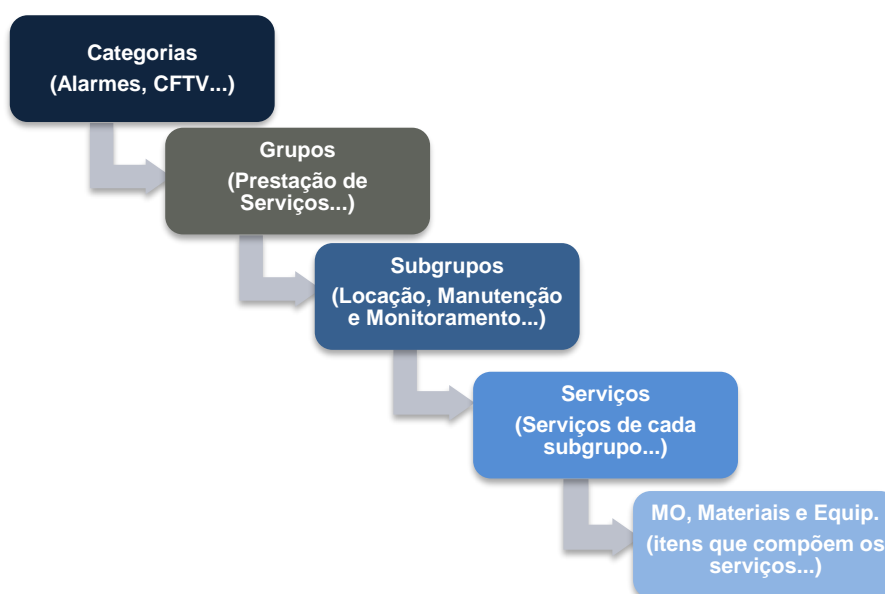 Categorias
(Alarmes, CFTV...)
Grupos
(Prestação de
Serviços...)
Subgrupos
(Locação, Manutenção
e Monitoramento...)
Serviços
(Serviços de cada
subgrupo...)
MO, Materiais e Equip.
(itens que compõem os
serviços...)